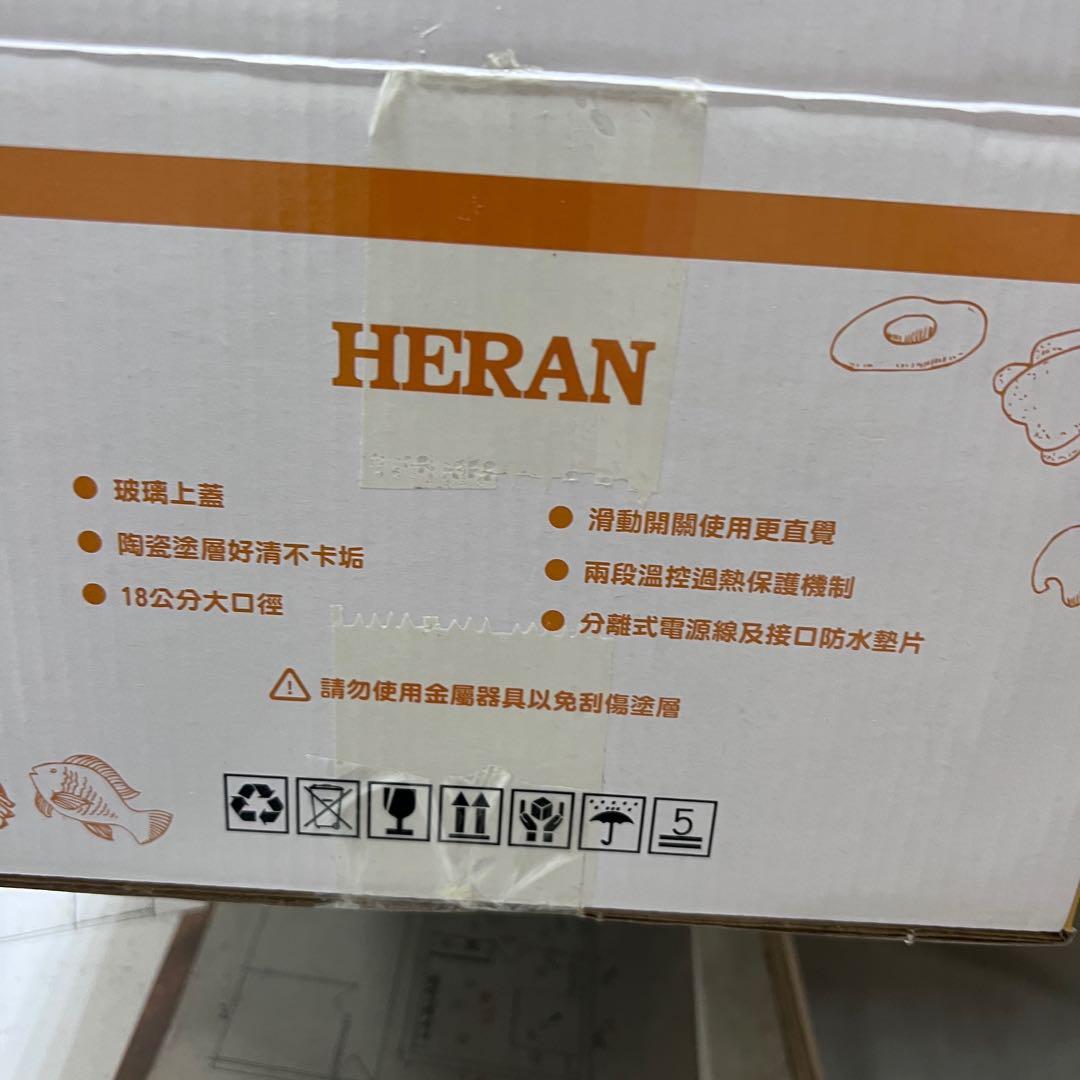 HERAN
玻璃上蓋
陶瓷塗層好清不卡垢
18公分大口徑
滑動開關使用更直覺
兩段溫控過熱保護機制
分離式電源線及接口防水墊片
請勿使用金屬器具以免刮傷塗層
5